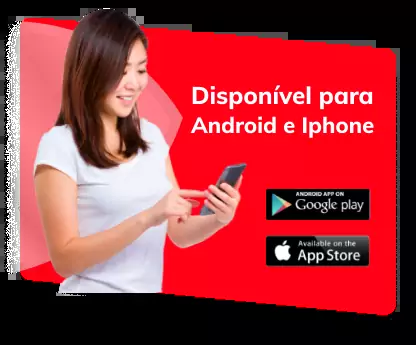 Disponível para
Android e Iphone
ANDROID APP ON
Google play
Available on the
App Store